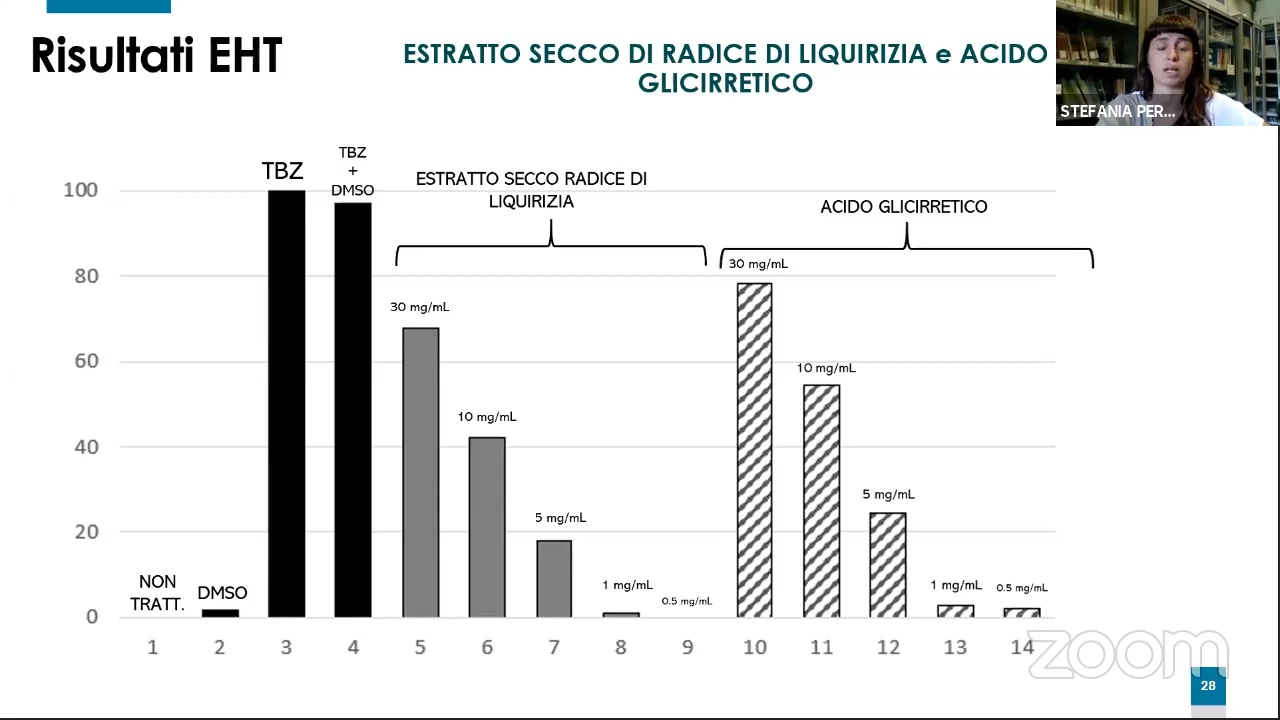 Risultati EHT
ESTRATTO SECCO DI RADICE DI LIQUIRIZIA e ACIDO
GLICIRRETICO
STEFANIA PER...
TBZ
TBZ
+
DMSO
ESTRATTO SECCO RADICE DI
LIQUIRIZIA
ACIDO GLICIRRETICO
100
80
60
40
20
0
NON
TRATT.
DMSO
30 mg/mL
10 mg/mL
5 mg/mL
1 mg/mL
0.5 mg/mL
30 mg/mL
10 mg/mL
5 mg/mL
1 mg/mL
0.5 mg/mL
1 2 3 4 5 6 7 8 9 10 11 12 13 14
zoom
28